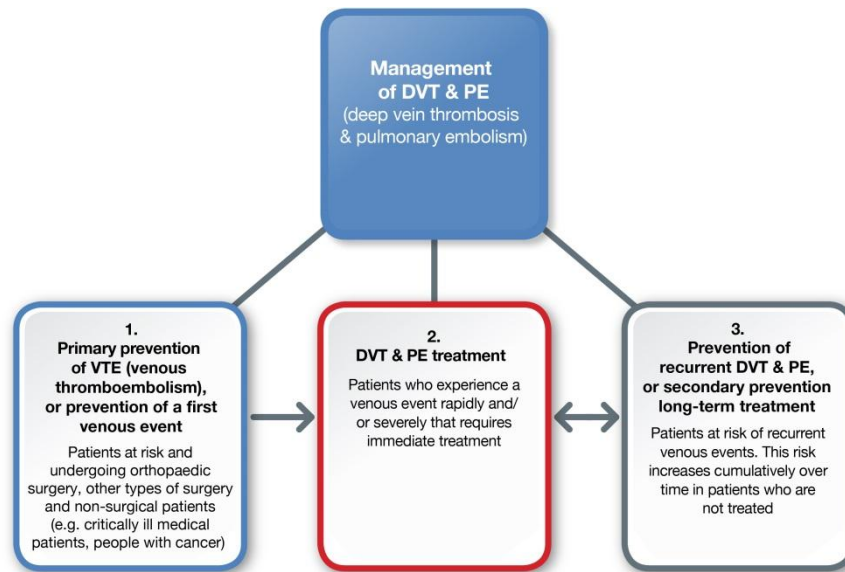 Management
of DVT & PE
(deep vein thrombosis
& pulmonary embolism)
1.
Primary prevention
of VTE (venous
thromboembolism),
or prevention of a first
venous event
Patients at risk and
undergoing orthopaedic
surgery, other types of surgery
and non-surgical patients
(e.g. critically ill medical
patients, people with cancer)
2.
DVT & PE treatment
Patients who experience a
venous event rapidly and/
or severely that requires
immediate treatment
3.
Prevention of
recurrent DVT & PE,
or secondary prevention
long-term treatment
Patients at risk of recurrent
venous events. This risk
increases cumulatively over
time in patients who are
not treated